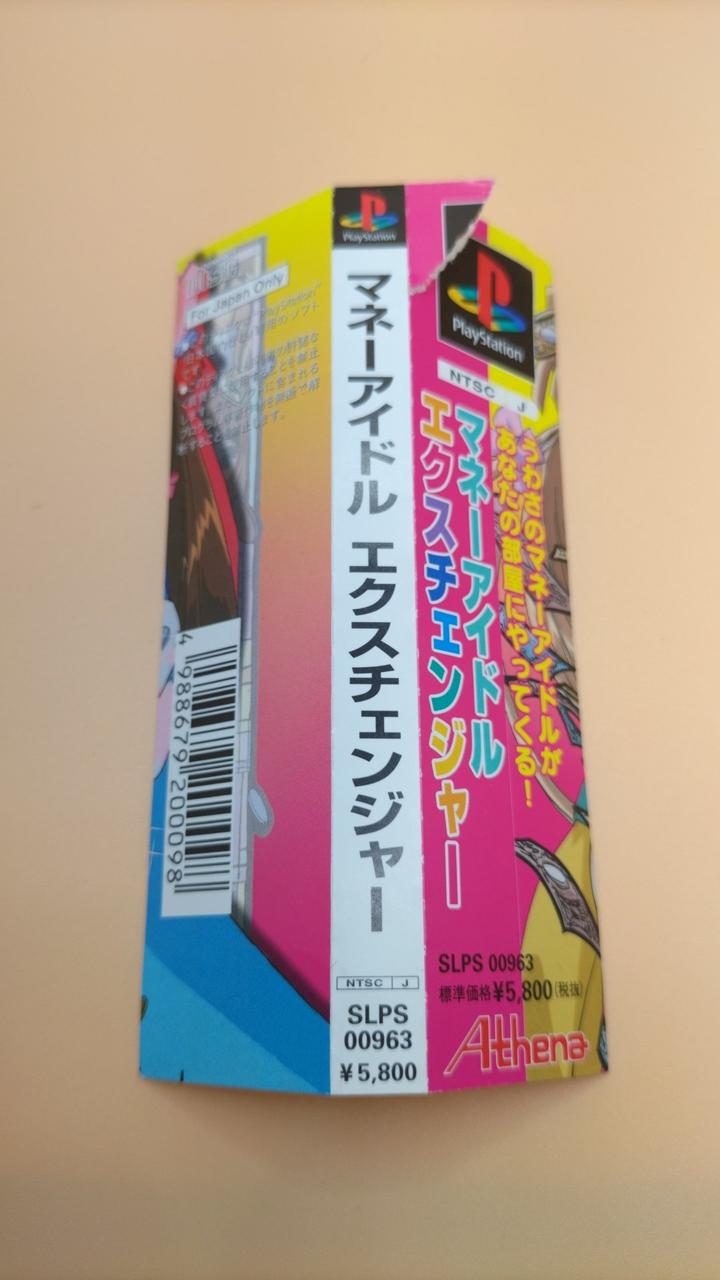 For Japan Only
4 988679 200098
PlayStation
マネーアイドル エクスチェンジャー
NTSC J
SLPS
00963
¥5,800
PlayStation
NTSC J
マネーアイドル
エクスチェンジャー
うわさのマネーアイドルが
あなたの部屋にやってくる!
SLPS 00963
標準価格¥5,800(税抜)
Athena